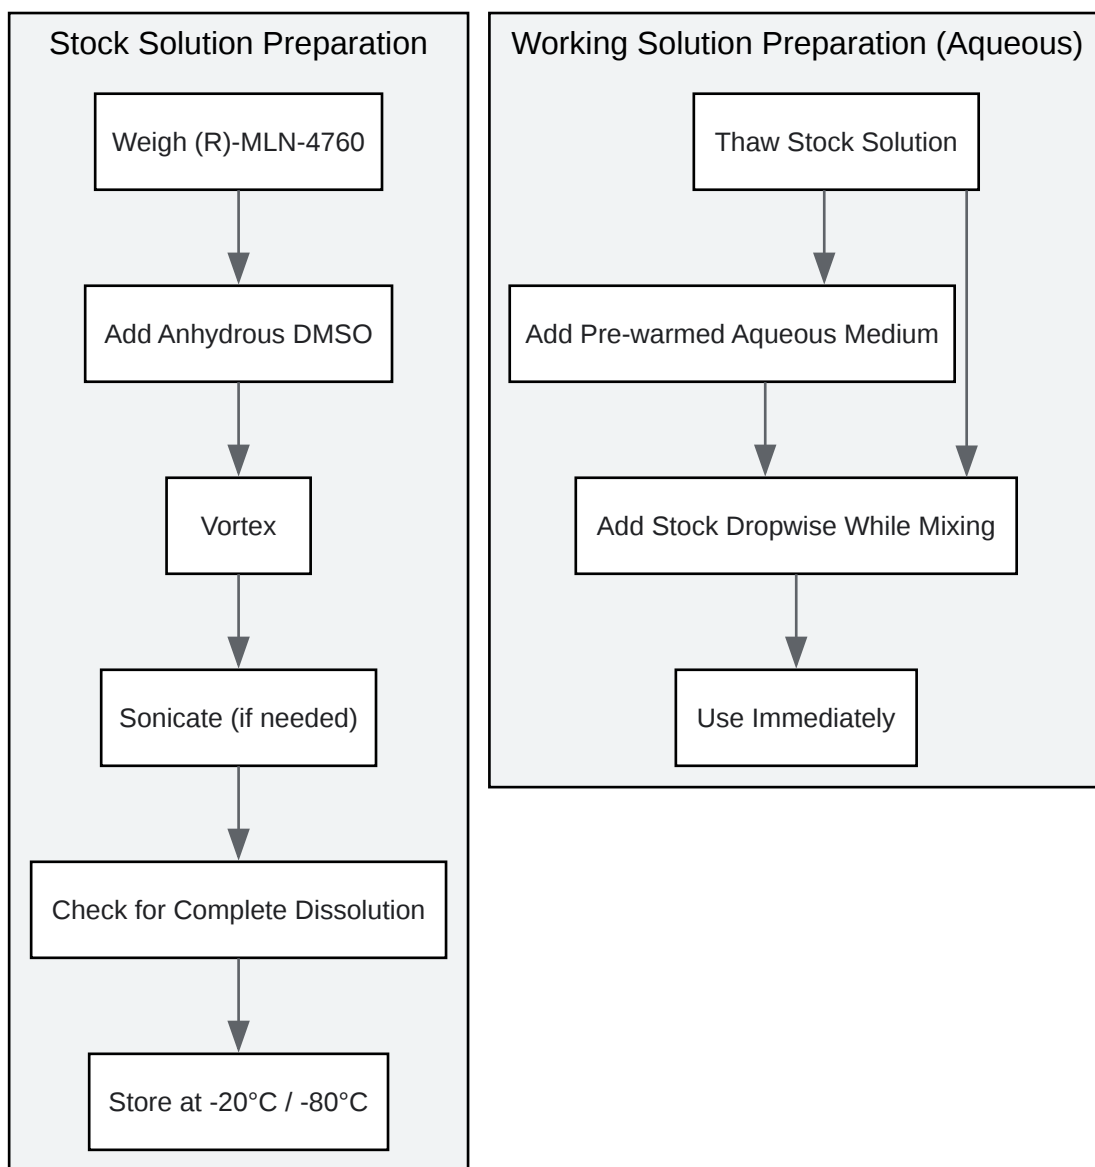 Stock Solution Preparation
Weigh (R)-MLN-4760
Add Anhydrous DMSO
Vortex
Sonicate (if needed)
Check for Complete Dissolution
Store at -20°C / -80°C
Working Solution Preparation (Aqueous)
Thaw Stock Solution
Add Pre-warmed Aqueous Medium
Add Stock Dropwise While Mixing
Use Immediately